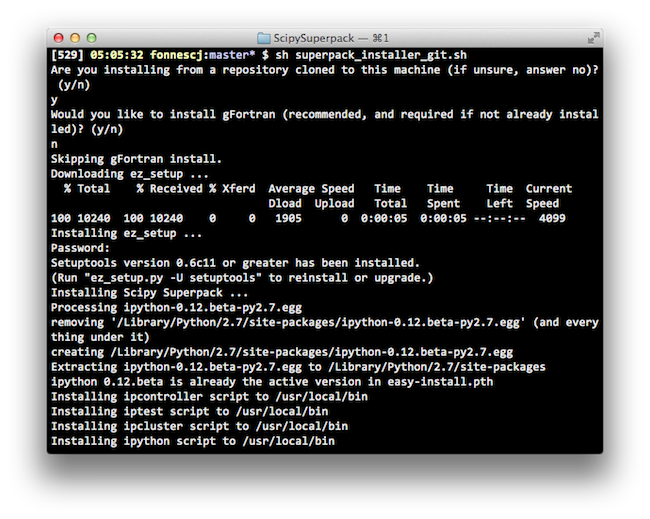 ScipySuperpack — ⌘1
[529] 05:05:32 fonnescj:master* $ sh superpack_installer_git.sh
Are you installing from a repository cloned to this machine (if unsure, answer no)?
 (y/n)
y
Would you like to install gFortran (recommended, and required if not already instal
led)? (y/n)
n
Skipping gFortran install.
Downloading ez_setup ...
  % Total    % Received % Xferd  Average Speed   Time    Time     Time  Current
                                 Dload  Upload   Total   Spent    Left  Speed
100 10240  100 10240    0     0   1905      0  0:00:05  0:00:05 --:--:--  4099
Installing ez_setup ...
Password:
Setuptools version 0.6c11 or greater has been installed.
(Run "ez_setup.py -U setuptools" to reinstall or upgrade.)
Installing Scipy Superpack ...
Processing ipython-0.12.beta-py2.7.egg
removing '/Library/Python/2.7/site-packages/ipython-0.12.beta-py2.7.egg' (and every
thing under it)
creating /Library/Python/2.7/site-packages/ipython-0.12.beta-py2.7.egg
Extracting ipython-0.12.beta-py2.7.egg to /Library/Python/2.7/site-packages
ipython 0.12.beta is already the active version in easy-install.pth
Installing ipcontroller script to /usr/local/bin
Installing iptest script to /usr/local/bin
Installing ipcluster script to /usr/local/bin
Installing ipython script to /usr/local/bin